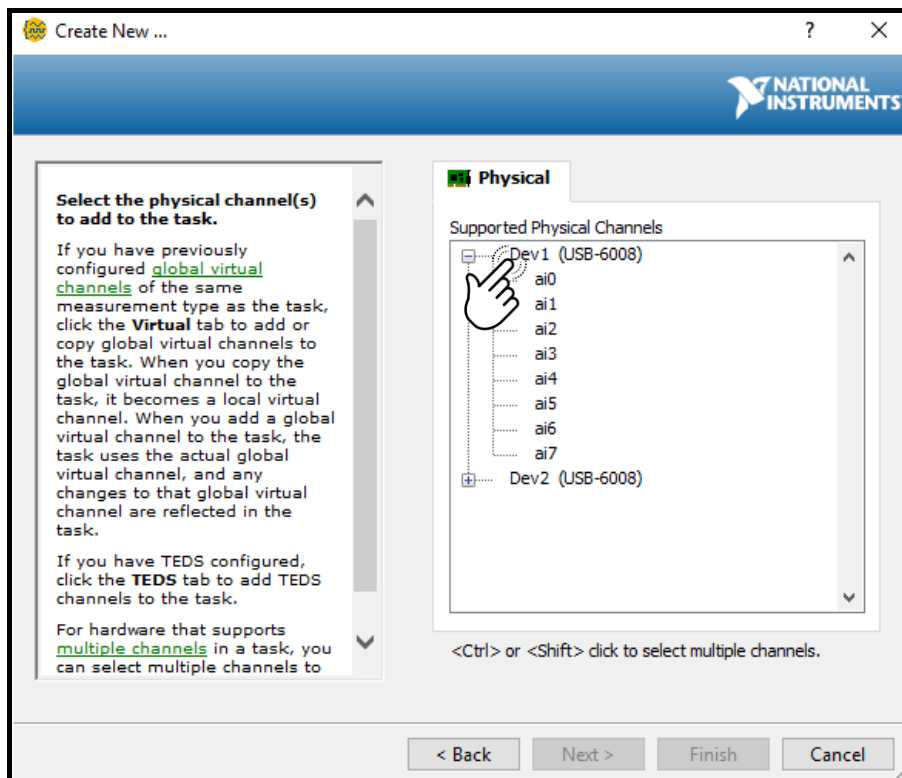 Create New ...
?
NATIONAL
INSTRUMENTS
Select the physical channel(s)
to add to the task.
If you have previously
configured global virtual
channels of the same
measurement type as the task,
click the Virtual tab to add or
copy global virtual channels to
the task. When you copy the
global virtual channel to the
task, it becomes a local virtual
channel. When you add a global
virtual channel to the task, the
task uses the actual global
virtual channel, and any
changes to that global virtual
channel are reflected in the
task.
If you have TEDS configured,
click the TEDS tab to add TEDS
channels to the task.
For hardware that supports
multiple channels in a task, you
can select multiple channels to
Physical
Supported Physical Channels
Dev1 (USB-6008)
ai0
ai1
ai2
ai3
ai4
ai5
ai6
ai7
Dev2 (USB-6008)
<Ctrl> or <Shift> click to select multiple channels.
< Back
Next >
Finish
Cancel